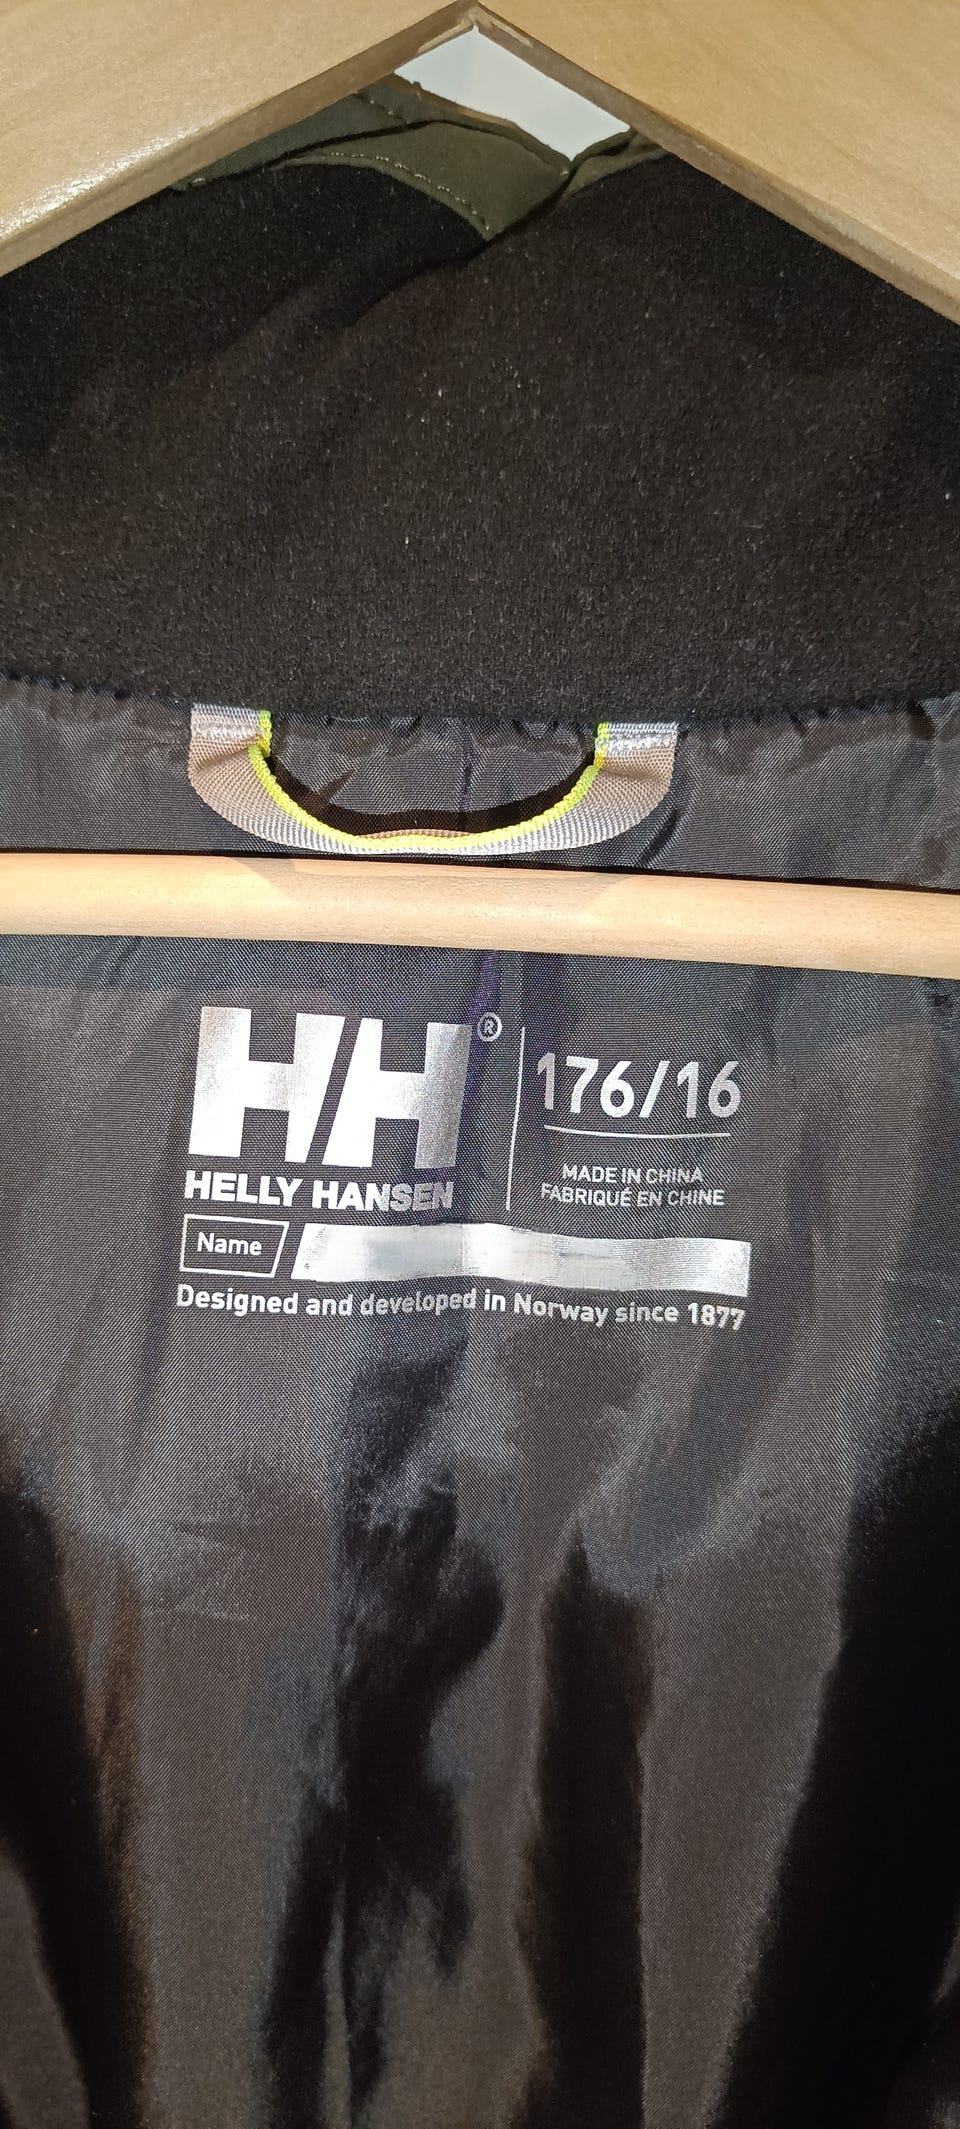 HH®
HELLY HANSEN
176/16
MADE IN CHINA
FABRIQUÉ EN CHINE
Name
Designed and developed in Norway since 1877